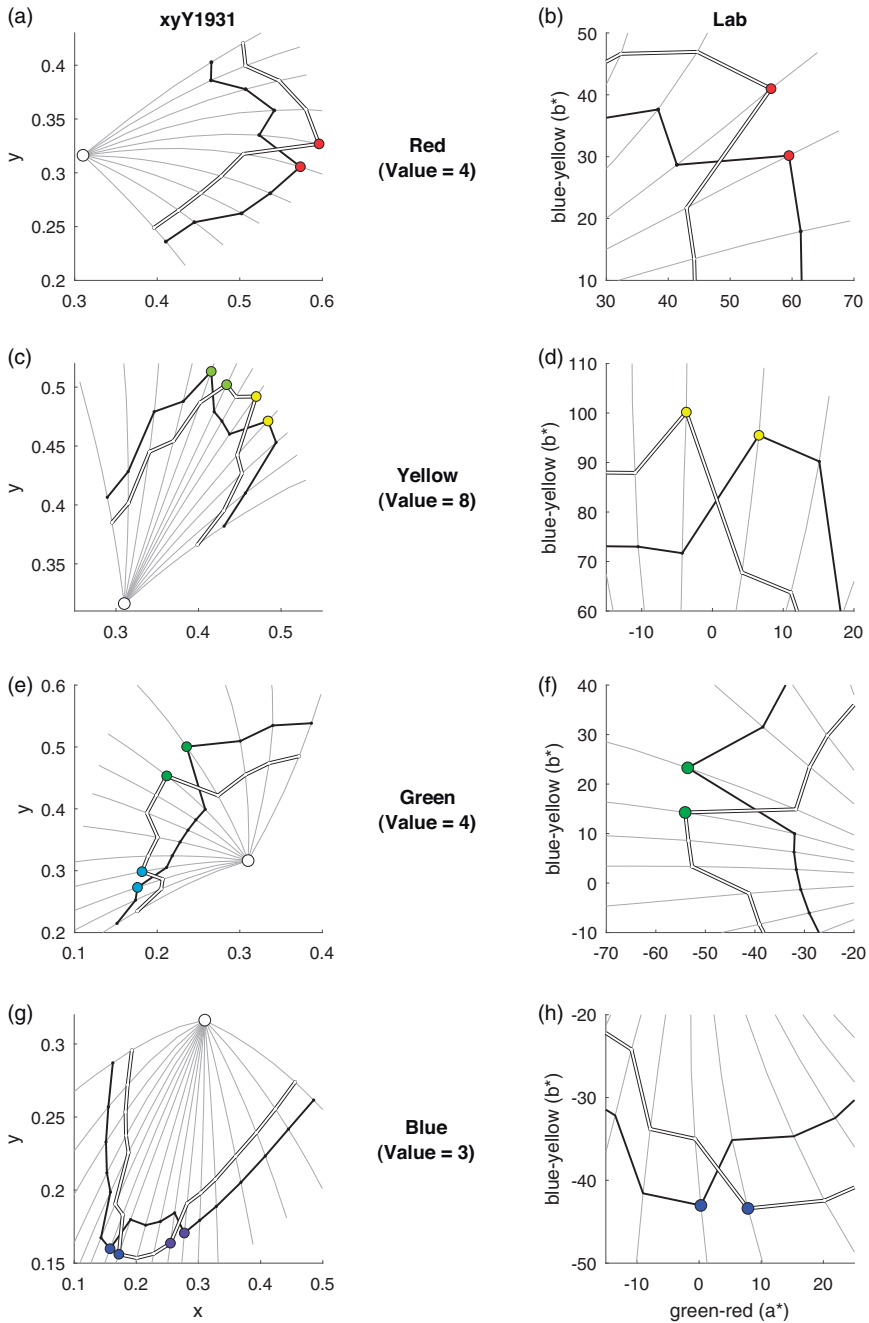 (a) xyY1931
0.4
0.35
0.3
0.25
0.2
y
0.3 0.4 0.5 0.6
Red
(Value = 4)
(b) Lab
50
40
30
20
10
blue-yellow (b*)
30 40 50 60 70
(c)
0.5
0.45
0.4
0.35
y
0.3 0.4 0.5
Yellow
(Value = 8)
(d)
110
100
90
80
70
60
blue-yellow (b*)
-10 0 10 20
(e)
0.6
0.5
0.4
0.3
0.2
y
0.1 0.2 0.3 0.4
Green
(Value = 4)
(f)
40
30
20
10
0
-10
blue-yellow (b*)
-70 -60 -50 -40 -30 -20
(g)
0.3
0.25
0.2
0.15
y
0.1 0.2 0.3 0.4 0.5
x
Blue
(Value = 3)
(h)
-20
-30
-40
-50
blue-yellow (b*)
-10 0 10 20
green-red (a*)